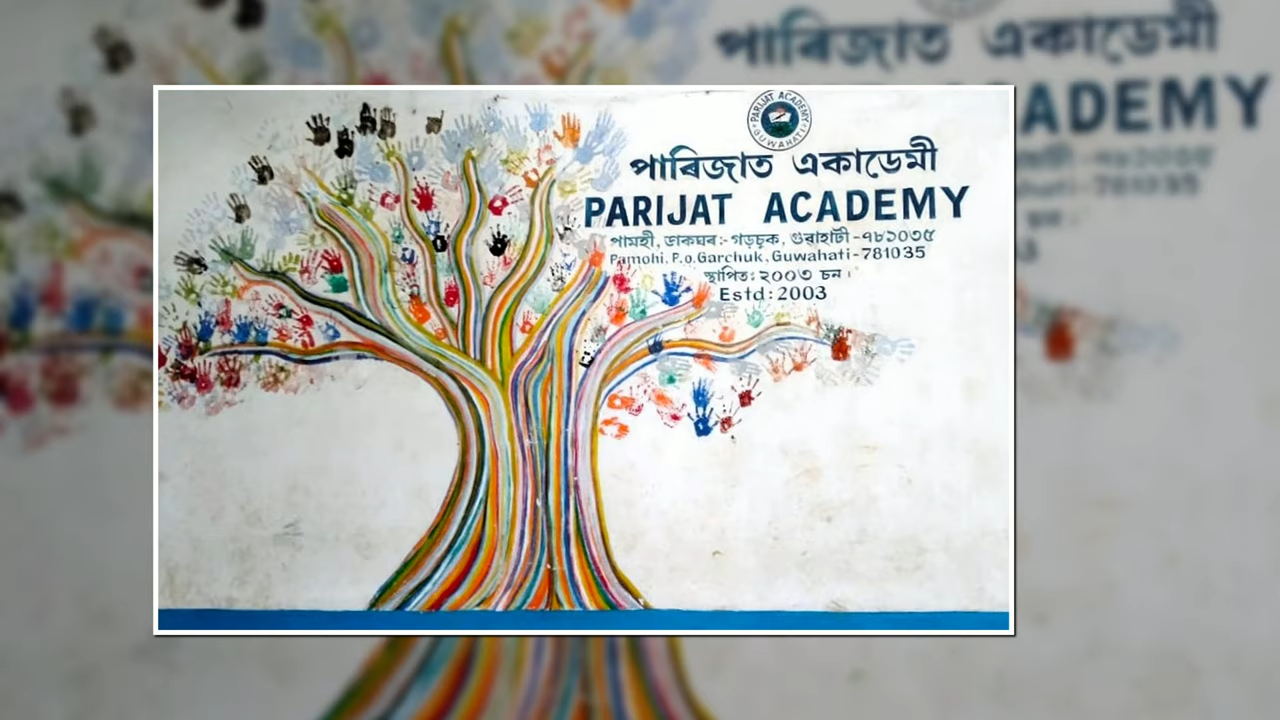 PARIJAT ACADEMY
GUWAHATI
পাৰিজাত একাডেমী
PARIJAT ACADEMY
পামহী, ডাকঘৰ:- গড়চুক, গুৱাহাটী-৭৮১০৩৫
Pamohi, P.o.Garchuk, Guwahati-781035
স্থাপিত: ২০০৩ চন।
Estd: 2003